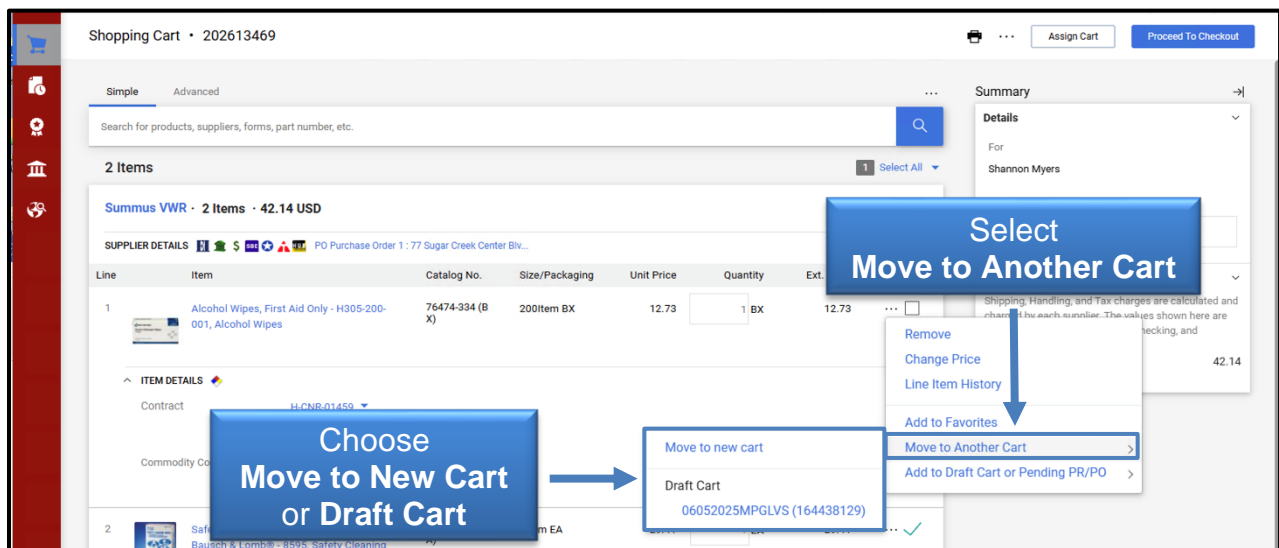 Shopping Cart • 202613469
... Assign Cart Proceed To Checkout
Simple Advanced ...
Search for products, suppliers, forms, part number, etc.
2 Items
1 Select All
Summary
Details
For
Shannon Myers
Summus VWR · 2 Items · 42.14 USD
SUPPLIER DETAILS $ SBE HUB PO Purchase Order 1 : 77 Sugar Creek Center Blv...
Select
Move to Another Cart
Line Item Catalog No. Size/Packaging Unit Price Quantity Ext.
1 Alcohol Wipes, First Aid Only - H305-200-
001, Alcohol Wipes
76474-334 (B
X)
200Item BX 12.73 1 BX 12.73 ...
Shipping, Handling, and Tax charges are calculated and
charged by each supplier. The values shown here are
hecking, and
42.14
Remove
Change Price
Line Item History
Add to Favorites
Move to Another Cart
Add to Draft Cart or Pending PR/PO
ITEM DETAILS
Contract H-CNR-01459
Commodity Co
Choose
Move to New Cart
or Draft Cart
Move to new cart
Draft Cart
06052025MPGLVS (164438129)
2 Safe
Bausch & Lomb® - 8595, Safety Cleaning
m EA
...